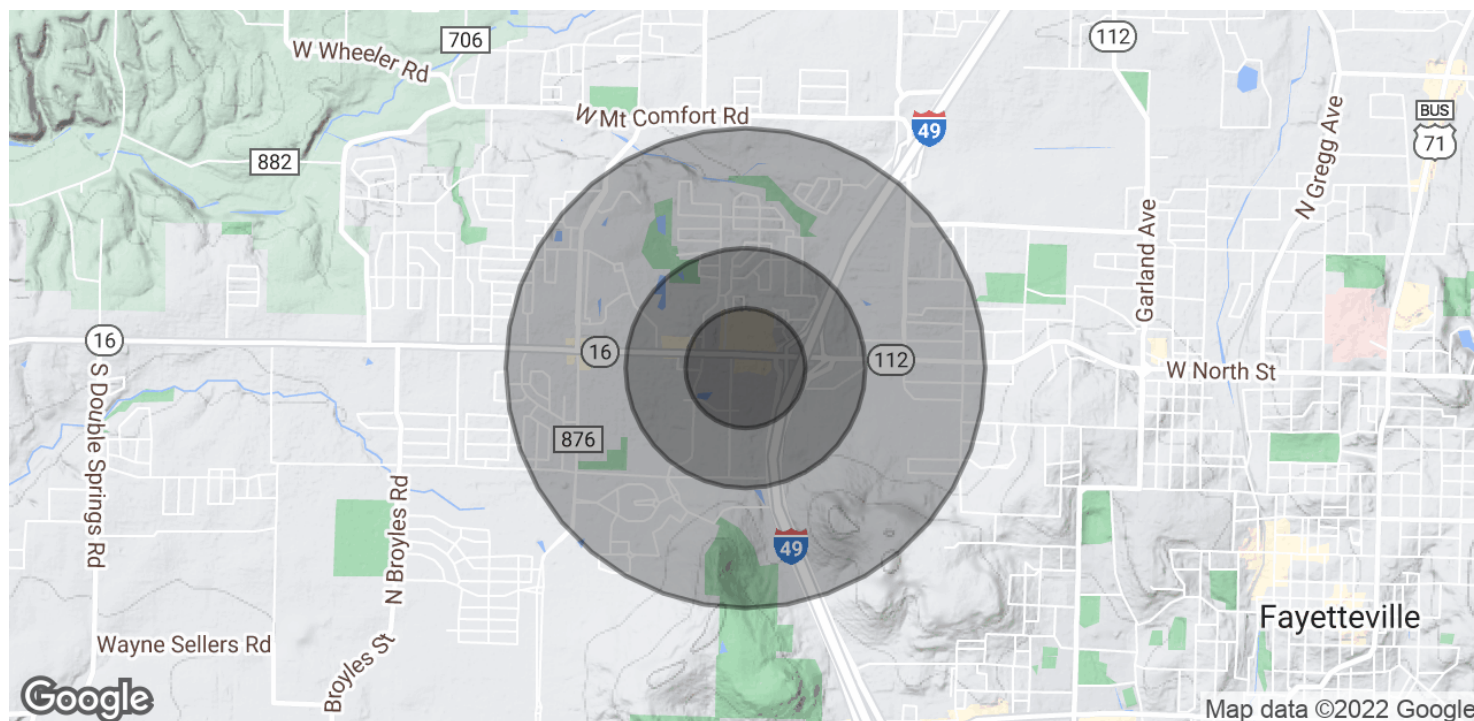 706
112
W Wheeler Rd
W Mt Comfort Rd
49
BUS
71
882
N Gregg Ave
Garland Ave
16
16
112
W North St
876
S Double Springs Rd
N Broyles Rd
49
Fayetteville
Wayne Sellers Rd
Broyles St
Google
Map data ©2022 Google